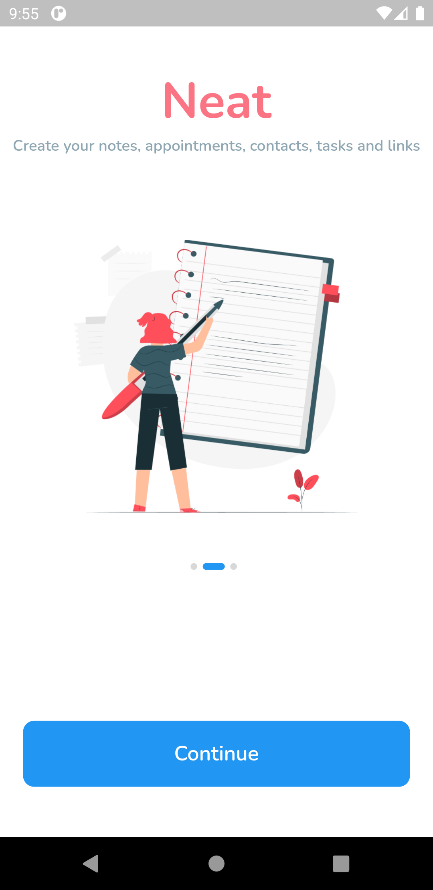 9:55
Neat
Create your notes, appointments, contacts, tasks and links
Continue